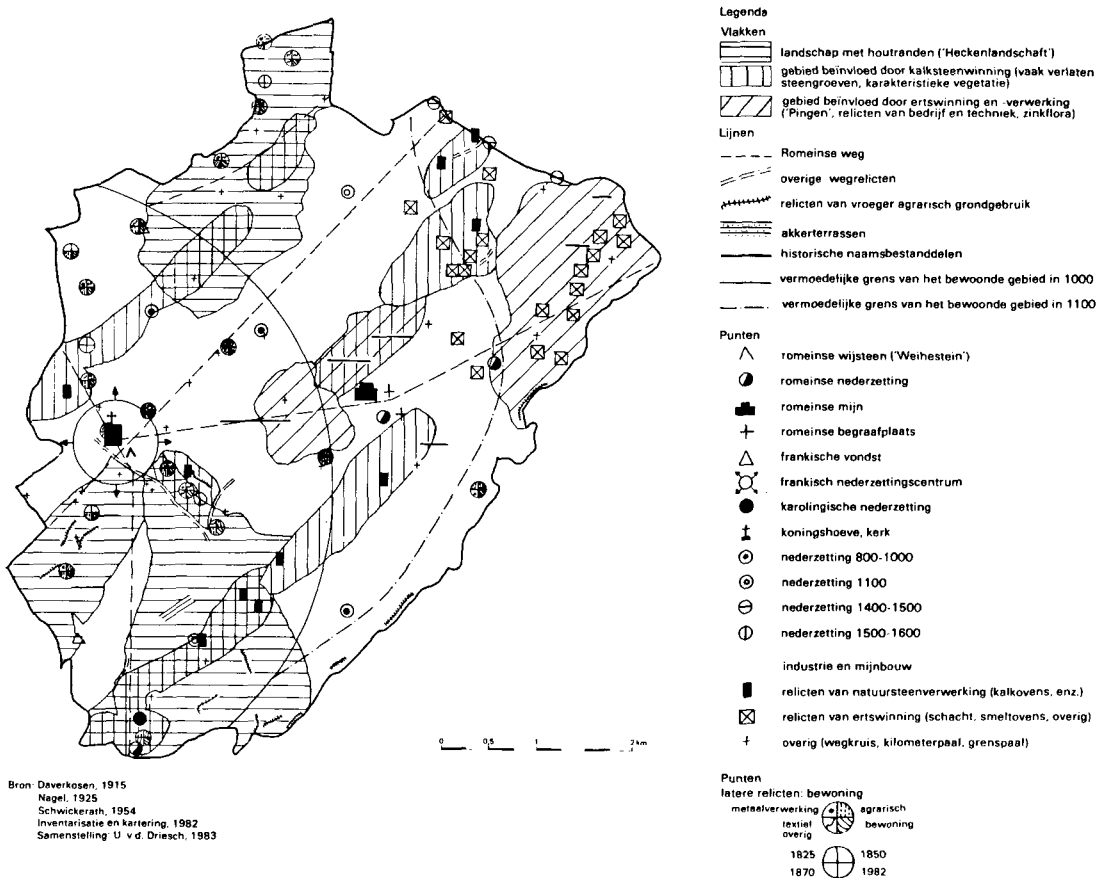 Legenda
Vlakken
landschap met houtranden ('Heckenlandschaft')
gebied beïnvloed door kalksteenwinning (vaak verlaten
steengroeven, karakteristieke vegetatie)
gebied beïnvloed door ertswinning en -verwerking
('Pingen', relicten van bedrijf en techniek, zinkflora)
Lijnen
Romeinse weg
overige wegrelicten
relicten van vroeger agrarisch grondgebruik
akkerterrassen
historische naamsbestanddelen
vermoedelijke grens van het bewoonde gebied in 1000
vermoedelijke grens van het bewoonde gebied in 1100
Punten
romeinse wijsteen ('Weihestein')
romeinse nederzetting
romeinse mijn
romeinse begraafplaats
frankische vondst
frankisch nederzettingscentrum
karolingische nederzetting
koningshoeve, kerk
nederzetting 800-1000
nederzetting 1100
nederzetting 1400-1500
nederzetting 1500-1600
industrie en mijnbouw
relicten van natuursteenverwerking (kalkovens, enz.)
relicten van ertswinning (schacht, smeltovens, overig)
overig (wegkruis, kilometerpaal, grenspaal)
0 0,5 1 2 km
Bron: Daverkosen, 1915
Nagel, 1925
Schwickerath, 1954
Inventarisatie en kartering, 1982
Samenstelling: U v.d. Driesch, 1983
Punten
latere relicten: bewoning
metaalverwerking agrarisch
textiel bewoning
overig
1825 1850
1870 1982